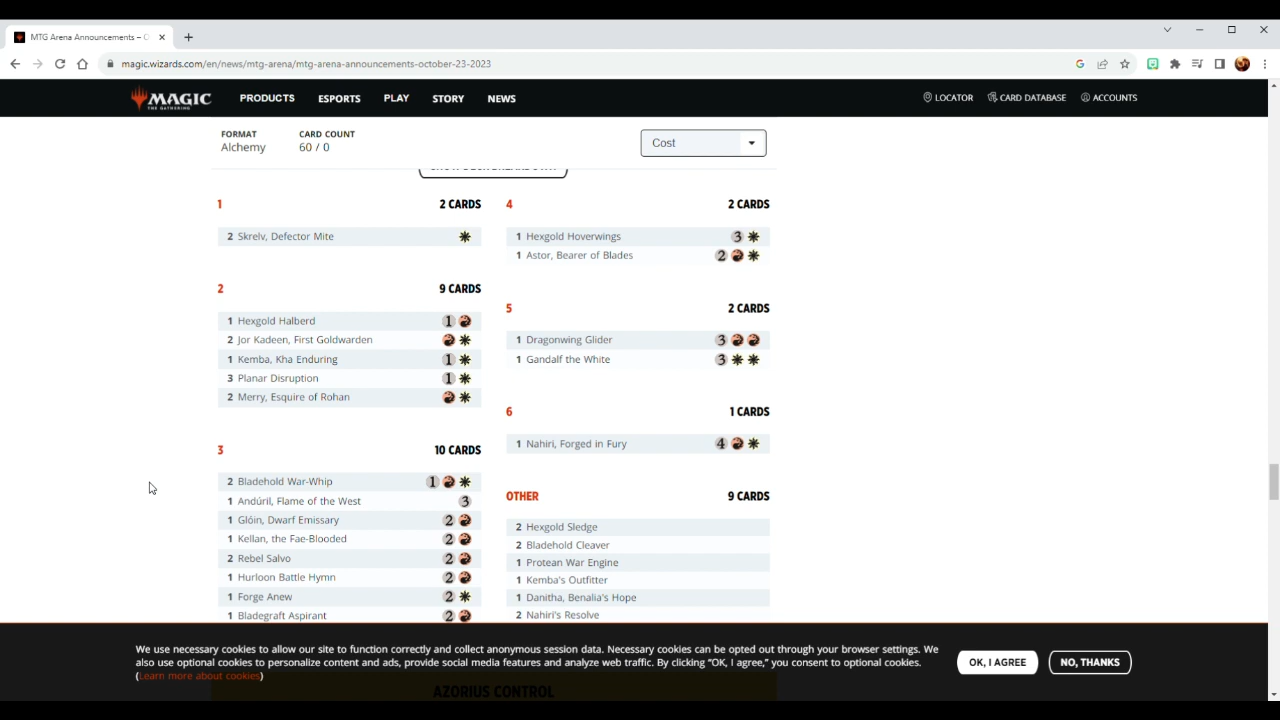 MTG Arena Announcements – O
magic.wizards.com/en/news/mtg-arena/mtg-arena-announcements-october-23-2023
MAGIC
THE GATHERING
PRODUCTS
ESPORTS
PLAY
STORY
NEWS
LOCATOR
CARD DATABASE
ACCOUNTS
FORMAT
Alchemy
CARD COUNT
60 / 0
Cost
1 2 CARDS
2 Skrelv, Defector Mite
2 9 CARDS
1 Hexgold Halberd 1
2 Jor Kadeen, First Goldwarden
1 Kemba, Kha Enduring 1
3 Planar Disruption 1
2 Merry, Esquire of Rohan
3 10 CARDS
2 Bladehold War-Whip 1
1 Andúril, Flame of the West 3
1 Glóin, Dwarf Emissary 2
1 Kellan, the Fae-Blooded 2
2 Rebel Salvo 2
1 Hurloon Battle Hymn 2
1 Forge Anew 2
1 Bladegraft Aspirant 2
4 2 CARDS
1 Hexgold Hoverwings 3
1 Astor, Bearer of Blades 2
5 2 CARDS
1 Dragonwing Glider 3
1 Gandalf the White 3
6 1 CARDS
1 Nahiri, Forged in Fury 4
OTHER 9 CARDS
2 Hexgold Sledge
2 Bladehold Cleaver
1 Protean War Engine
1 Kemba's Outfitter
1 Danitha, Benalia's Hope
2 Nahiri's Resolve
We use necessary cookies to allow our site to function correctly and collect anonymous session data. Necessary cookies can be opted out through your browser settings. We
also use optional cookies to personalize content and ads, provide social media features and analyze web traffic. By clicking “OK, I agree,” you consent to optional cookies.
(Learn more about cookies)
OK, I AGREE
NO, THANKS
AZORIUS CONTROL